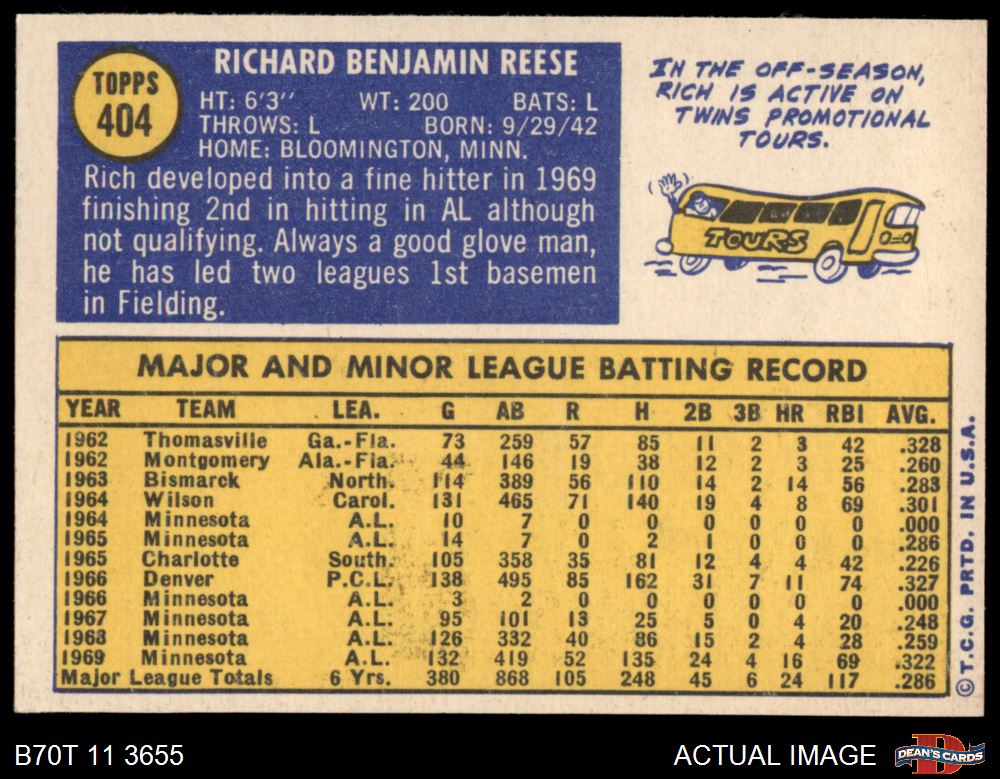 TOPPS
404
RICHARD BENJAMIN REESE
HT: 6'3'' WT: 200 BATS: L
THROWS: L BORN: 9/29/42
HOME: BLOOMINGTON, MINN.
Rich developed into a fine hitter in 1969
finishing 2nd in hitting in AL although
not qualifying. Always a good glove man,
he has led two leagues 1st basemen
in Fielding.
IN THE OFF-SEASON,
RICH IS ACTIVE ON
TWINS PROMOTIONAL
TOURS.
TOURS
MAJOR AND MINOR LEAGUE BATTING RECORD
YEAR TEAM LEA. G AB R H 2B 3B HR RBI AVG.
1962 Thomasville Ga.-Fla. 73 259 57 85 11 2 3 42 .328
1962 Montgomery Ala.-Fla. 44 146 19 38 12 2 3 25 .260
1963 Bismarck North. 114 389 56 110 14 2 14 56 .283
1964 Wilson Carol. 131 465 71 140 19 4 8 69 .301
1964 Minnesota A.L. 10 7 0 0 0 0 0 0 .000
1965 Minnesota A.L. 14 7 0 2 1 0 0 0 .286
1965 Charlotte South. 105 358 35 81 12 4 4 42 .226
1966 Denver P.C.L. 138 495 85 162 31 7 11 74 .327
1966 Minnesota A.L. 3 2 0 0 0 0 0 0 .000
1967 Minnesota A.L. 95 101 13 25 5 0 4 20 .248
1968 Minnesota A.L. 126 332 40 86 15 2 4 28 .259
1969 Minnesota A.L. 132 419 52 135 24 4 16 69 .322
Major League Totals 6 Yrs. 380 868 105 248 45 6 24 117 .286
© T.C.G. PRTD. IN U.S.A.
B70T 11 3655
ACTUAL IMAGE
D
DEAN'S CARDS